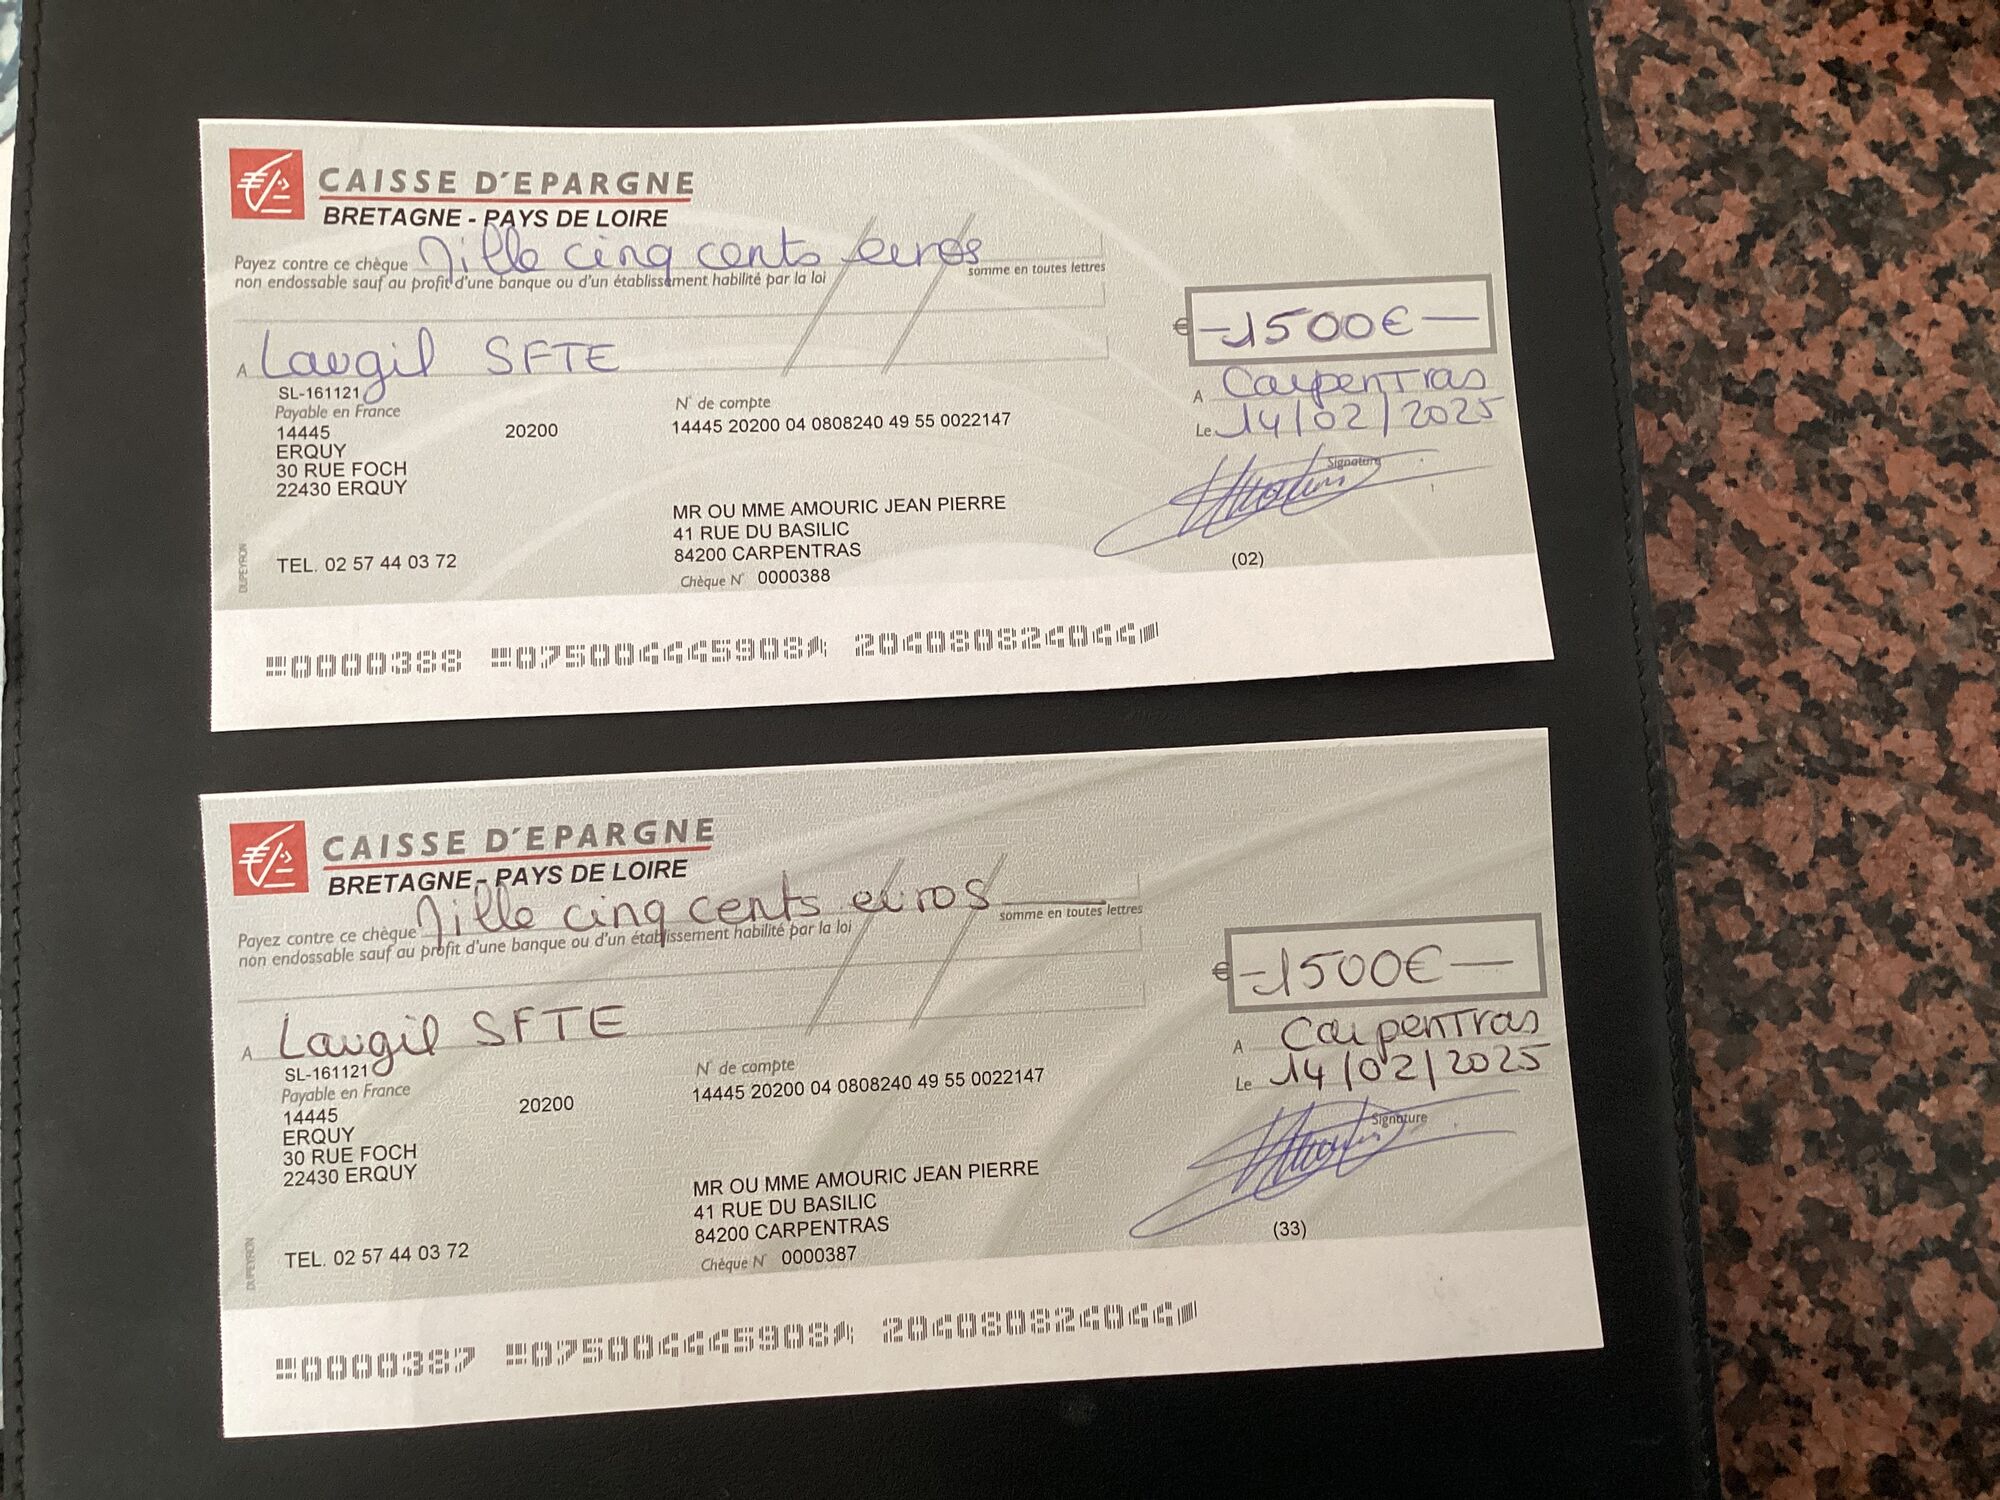 CAISSE D'EPARGNE
BRETAGNE - PAYS DE LOIRE
Payez contre ce chèque Mille cinq cents euros somme en toutes lettres
non endossable sauf au profit d'une banque ou d'un établissement habilité par la loi
€ -1500€-
A Laugil SFTE
SL-161121
A Carpentras
Payable en France
N° de compte
14445 20200 14445 20200 04 0808240 49 55 0022147
Le 14/02/2025
ERQUY
30 RUE FOCH
Signature
22430 ERQUY
MR OU MME AMOURIC JEAN PIERRE
41 RUE DU BASILIC
84200 CARPENTRAS
TEL. 02 57 44 03 72
(02)
Chèque N° 0000388
DUPEYRON
0000388 075004445908 208080824044
CAISSE D'EPARGNE
BRETAGNE - PAYS DE LOIRE
Payez contre ce chèque Mille cinq cents euros somme en toutes lettres
non endossable sauf au profit d'une banque ou d'un établissement habilité par la loi
€ -1500€-
A Laugil SFTE
SL-161121
A Carpentras
Payable en France
N° de compte
14445 20200 14445 20200 04 0808240 49 55 0022147
Le 14/02/2025
ERQUY
30 RUE FOCH
Signature
22430 ERQUY
MR OU MME AMOURIC JEAN PIERRE
41 RUE DU BASILIC
84200 CARPENTRAS
TEL. 02 57 44 03 72
(33)
Chèque N° 0000387
DUPEYRON
0000387